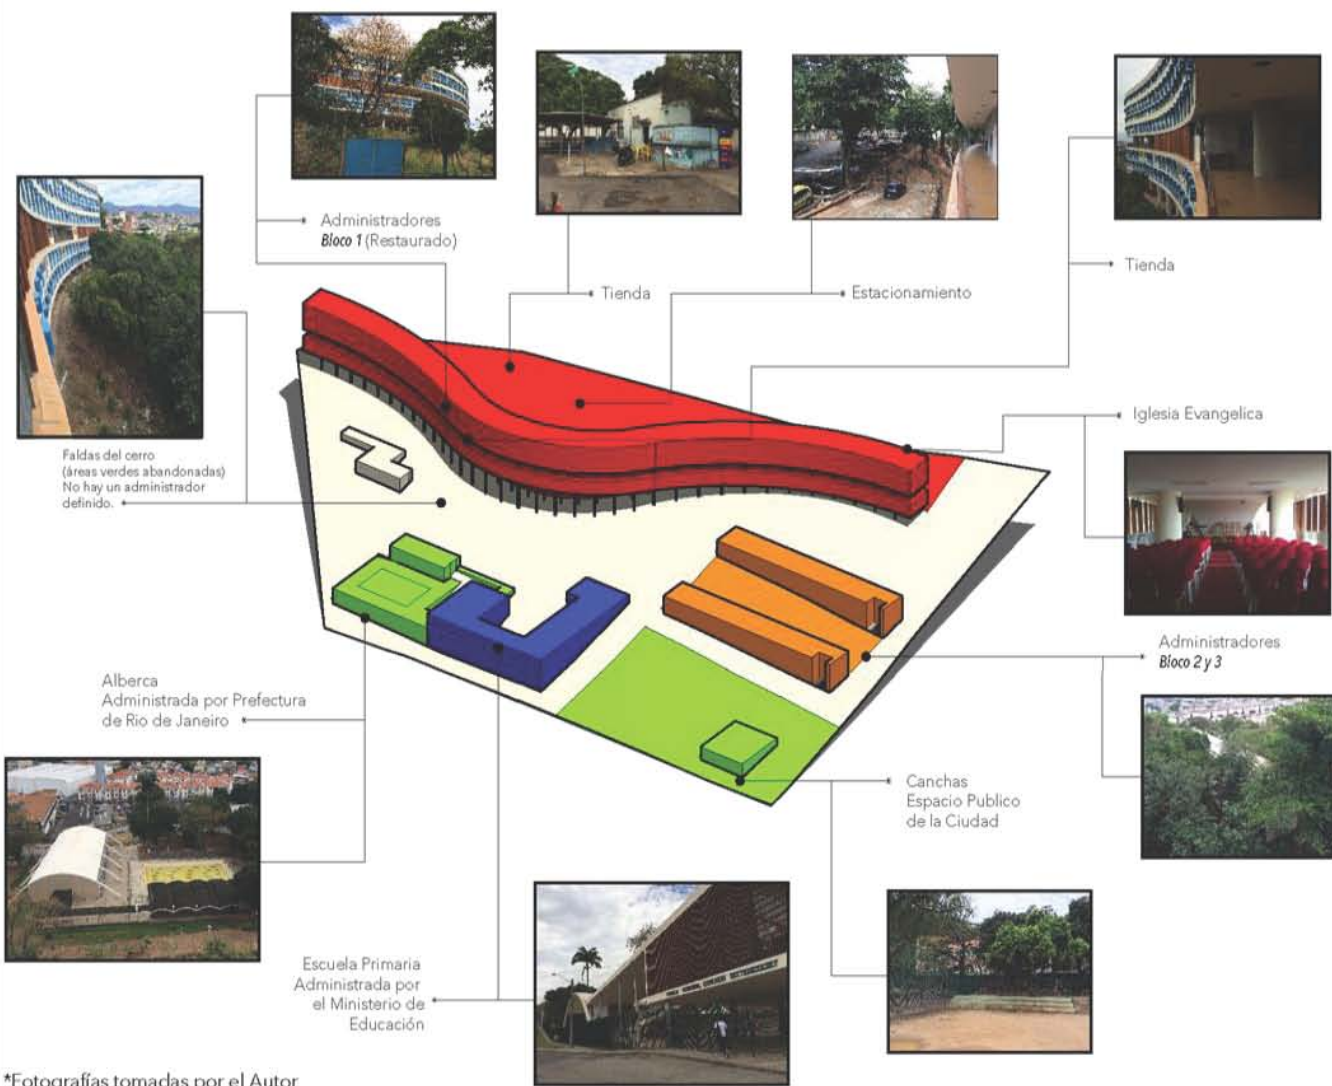 Administradores
Bloco 1 (Restaurado)
Tienda
Estacionamiento
Tienda
Iglesia Evangelica
Faldas del cerro
(áreas verdes abandonadas)
No hay un administrador
definido.
Administradores
Bloco 2 y 3
Alberca
Administrada por Prefectura
de Rio de Janeiro
Canchas
Espacio Publico
de la Ciudad
Escuela Primaria
Administrada por
el Ministerio de
Educación
*Fotografías tomadas por el Autor